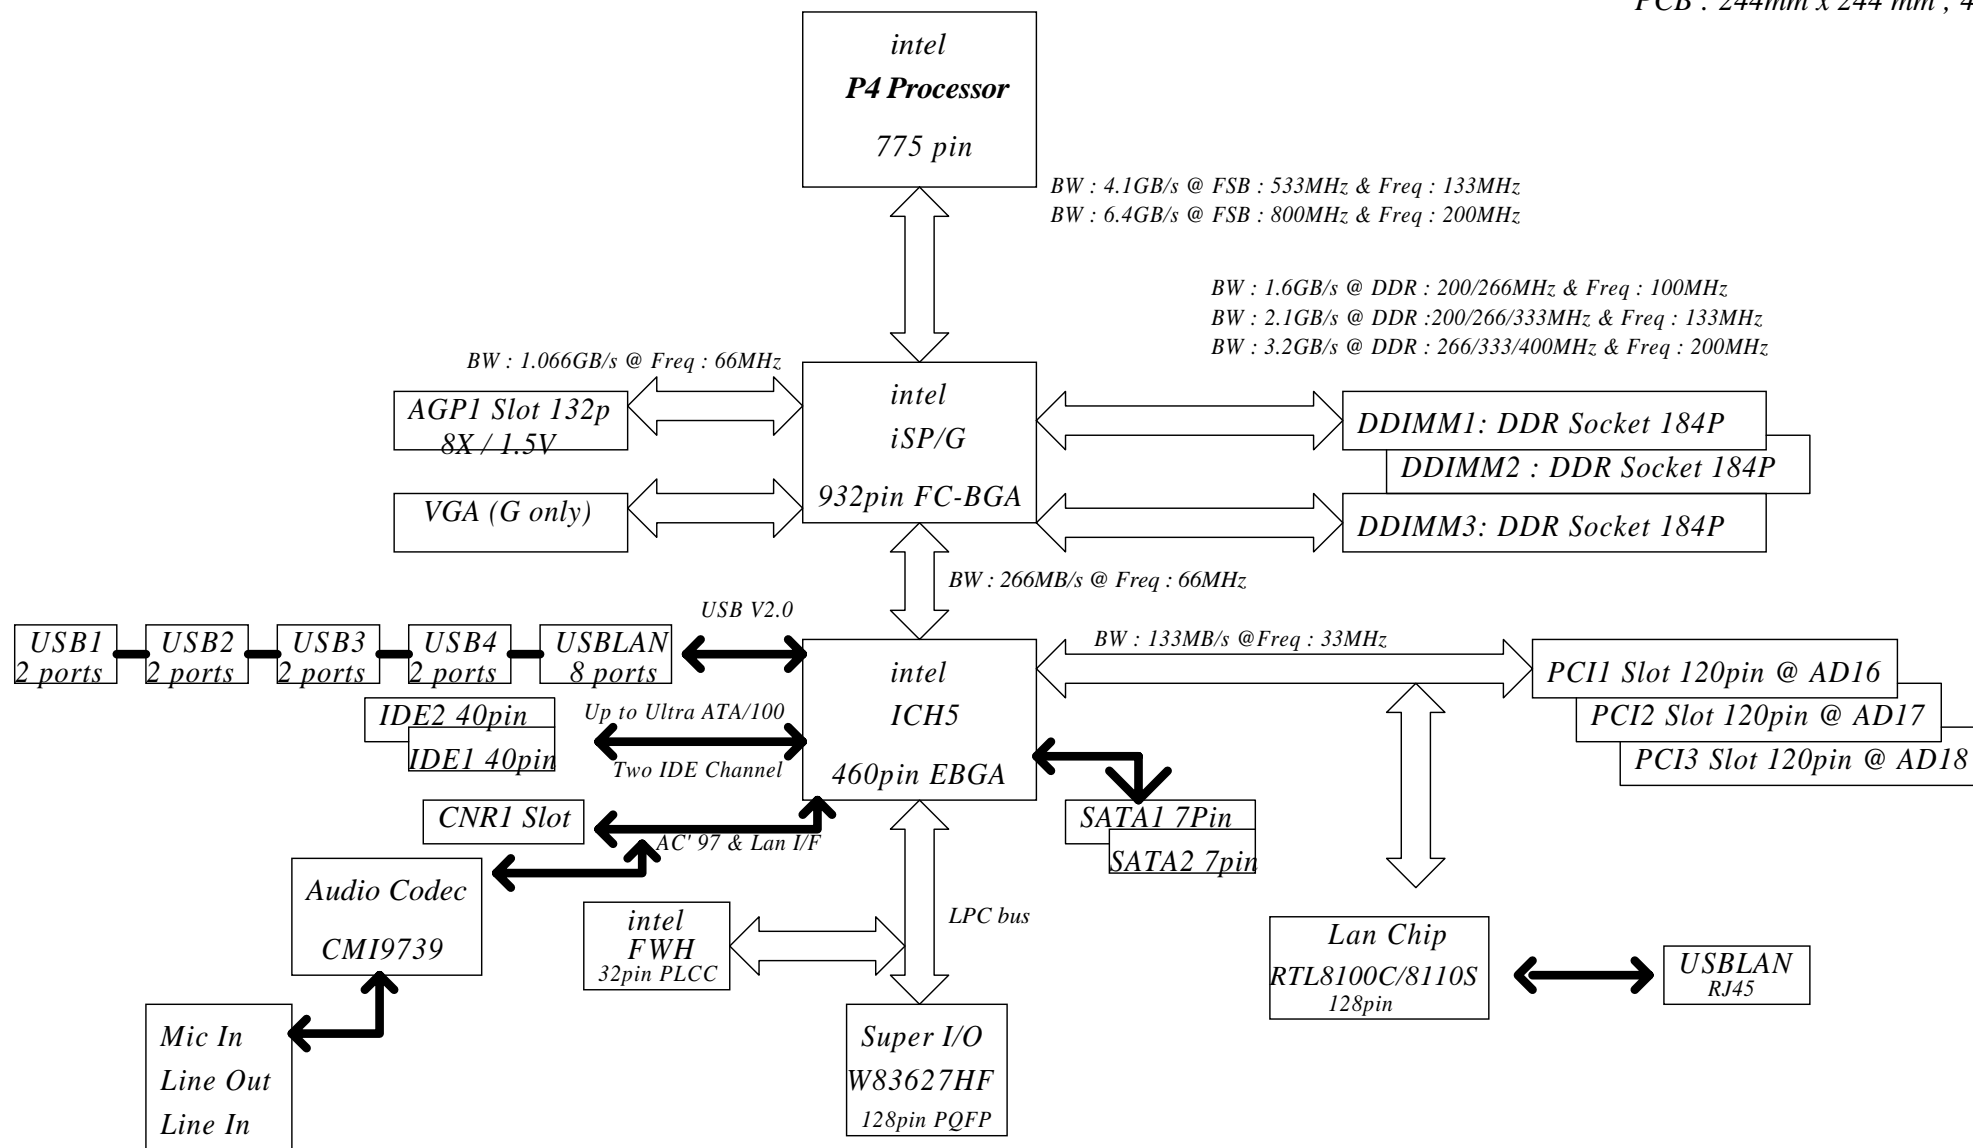 PCB : 244mm x 244 mm , 4
intel
P4 Processor
775 pin
BW : 4.1GB/s @ FSB : 533MHz & Freq : 133MHz
BW : 6.4GB/s @ FSB : 800MHz & Freq : 200MHz
BW : 1.6GB/s @ DDR : 200/266MHz & Freq : 100MHz
BW : 2.1GB/s @ DDR :200/266/333MHz & Freq : 133MHz
BW : 3.2GB/s @ DDR : 266/333/400MHz & Freq : 200MHz
BW : 1.066GB/s @ Freq : 66MHz
AGP1 Slot 132p
8X / 1.5V
intel
iSP/G
932pin FC-BGA
DDIMM1: DDR Socket 184P
DDIMM2 : DDR Socket 184P
DDIMM3: DDR Socket 184P
VGA (G only)
BW : 266MB/s @ Freq : 66MHz
USB V2.0
USB1
2 ports
USB2
2 ports
USB3
2 ports
USB4
2 ports
USBLAN
8 ports
intel
ICH5
460pin EBGA
BW : 133MB/s @Freq : 33MHz
PCI1 Slot 120pin @ AD16
PCI2 Slot 120pin @ AD17
PCI3 Slot 120pin @ AD18
IDE2 40pin
IDE1 40pin
Up to Ultra ATA/100
Two IDE Channel
CNR1 Slot
AC' 97 & Lan I/F
SATA1 7Pin
SATA2 7pin
Audio Codec
CMI9739
intel
FWH
32pin PLCC
LPC bus
Lan Chip
RTL8100C/8110S
128pin
USBLAN
RJ45
Mic In
Line Out
Line In
Super I/O
W83627HF
128pin PQFP